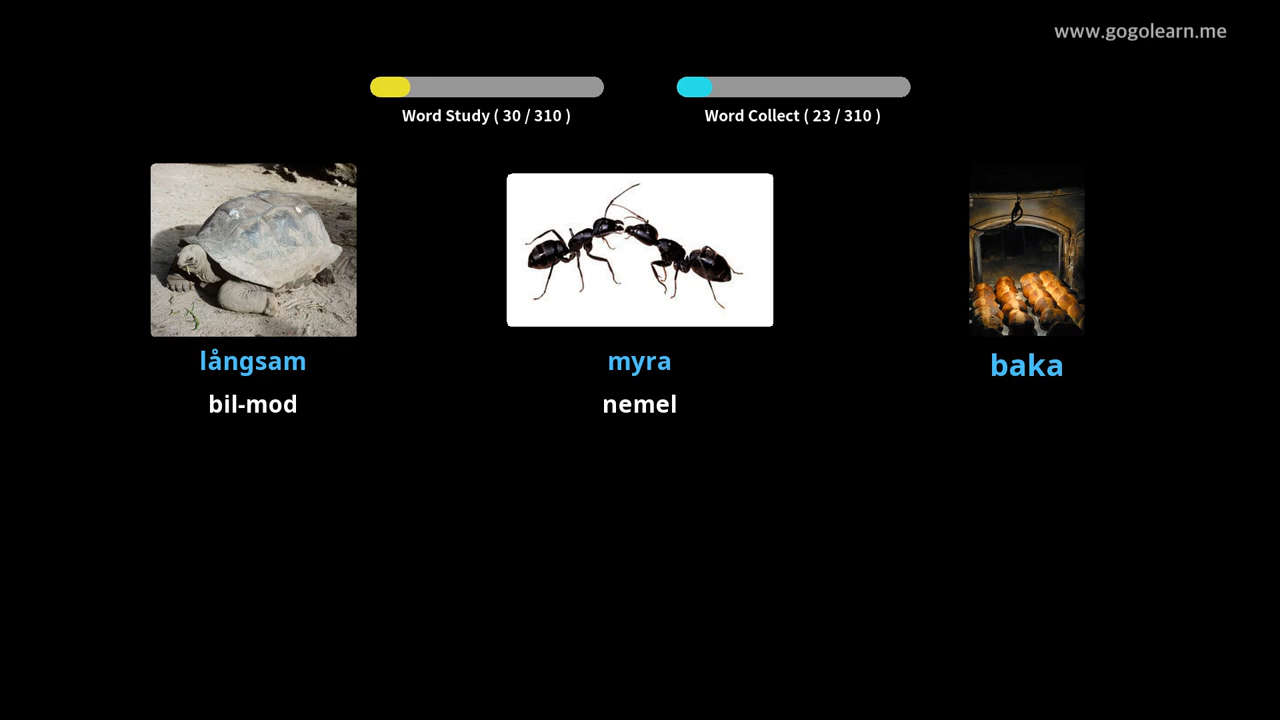 www.gogolearn.me
Word Study ( 30 / 310 )
Word Collect ( 23 / 310 )
långsam
myra
baka
bil-mod
nemel